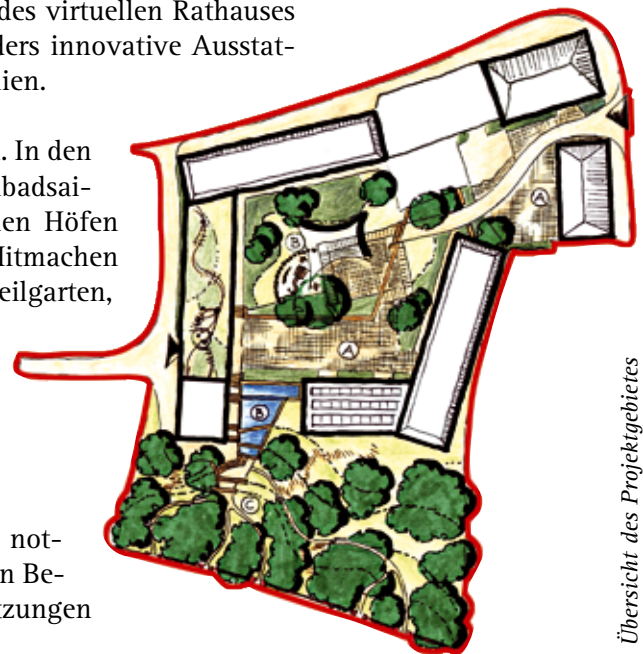 des virtuellen Rathauses
ders innovative Ausstat-
ien.
. In den
badsai-
en Höfen
Mitmachen
eilgarten,
not-
n Be-
tzungen
A
B
A
B
C
Übersicht des Projektgebietes